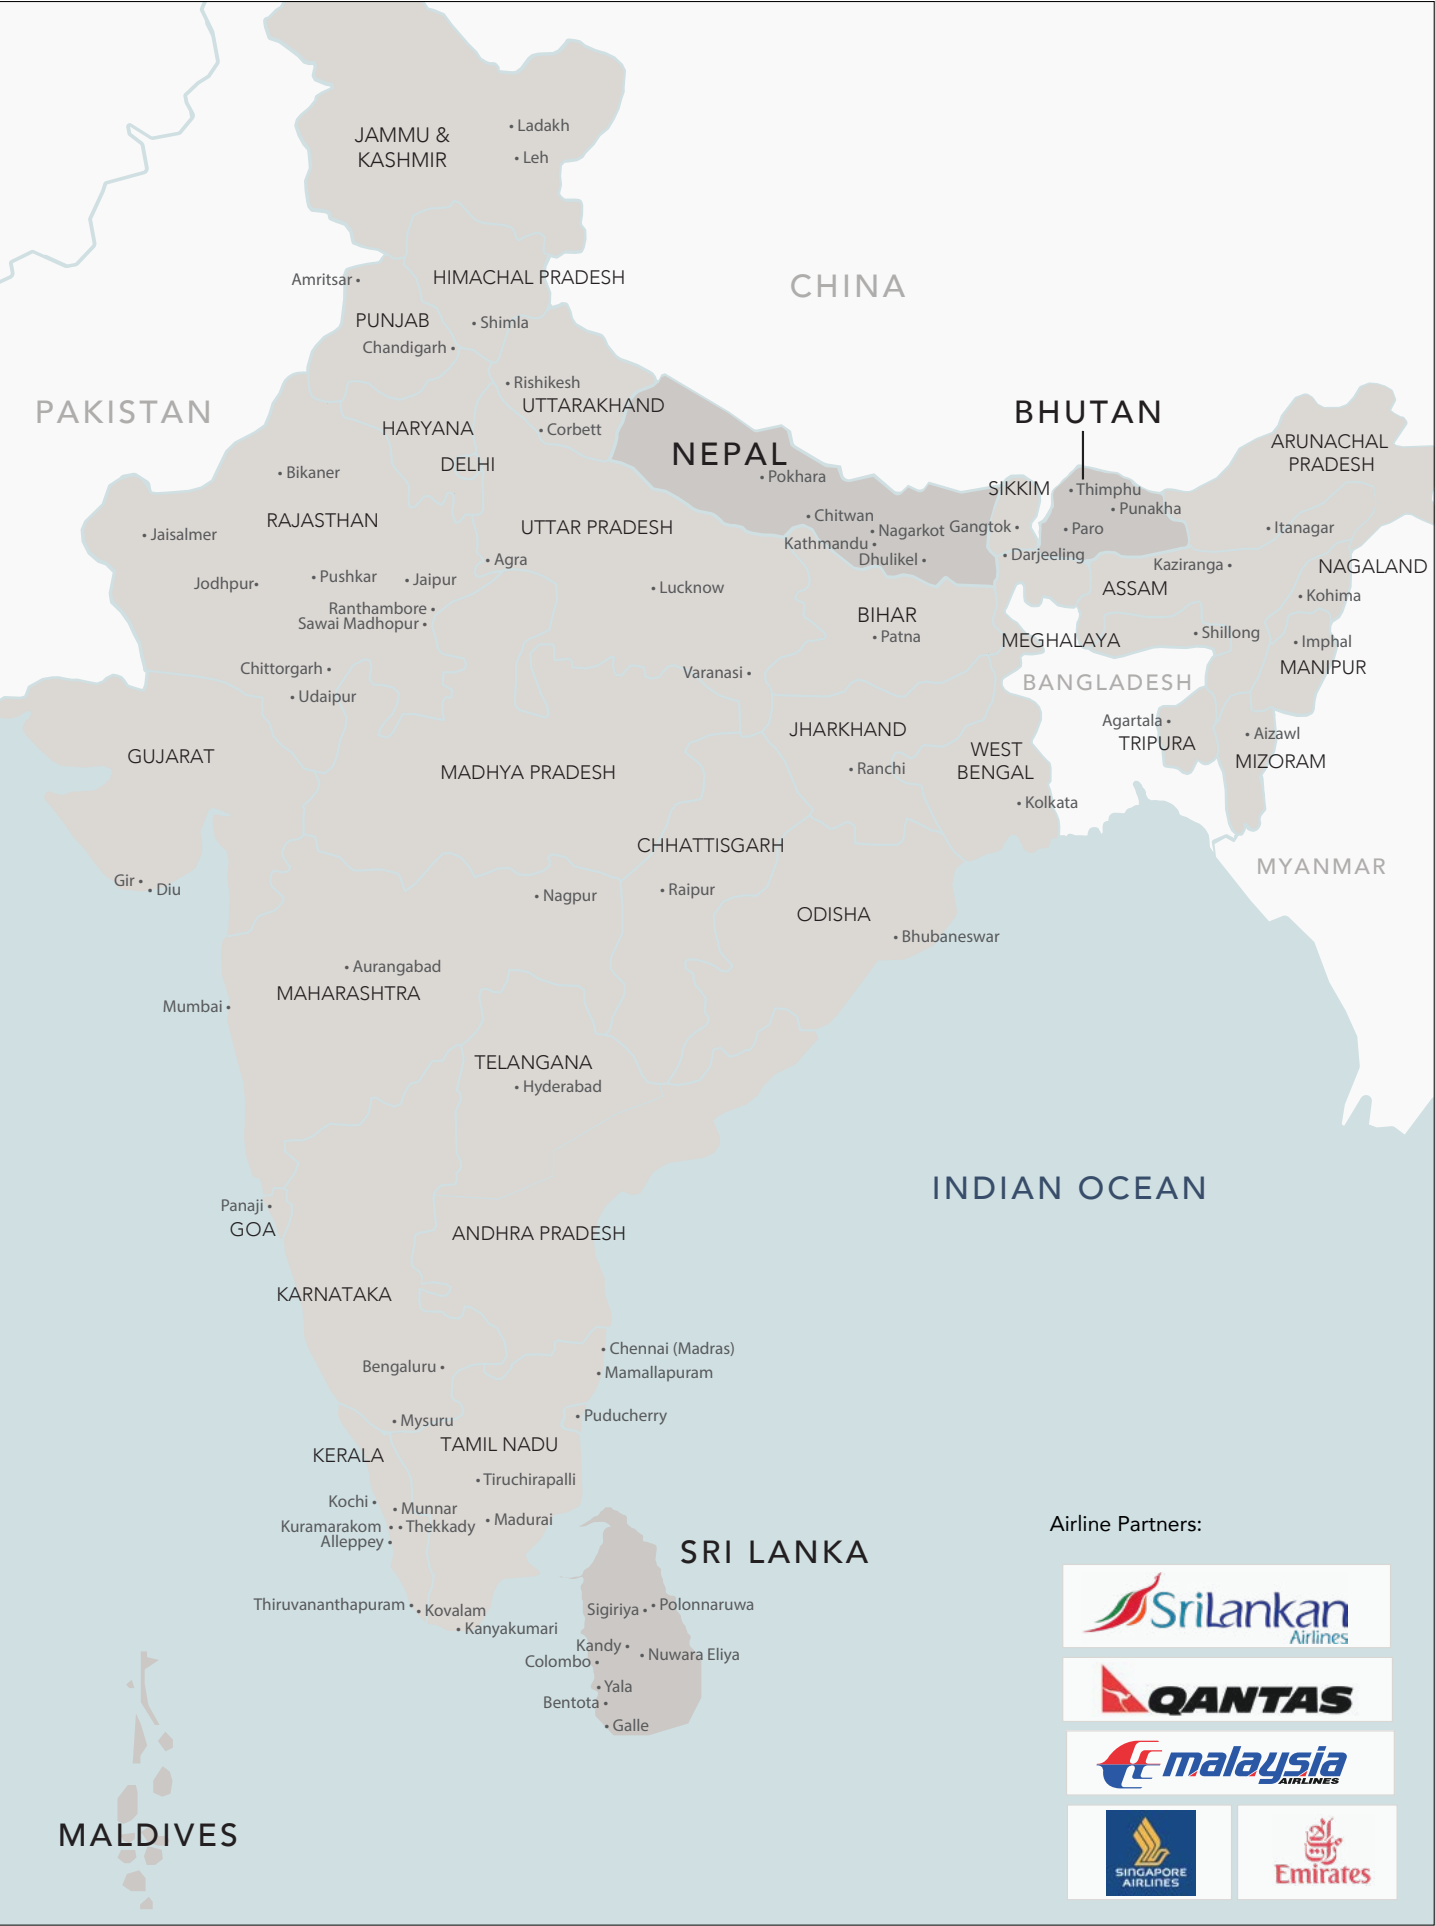 Ladakh
JAMMU &
KASHMIR
Leh
Amritsar
HIMACHAL PRADESH
CHINA
PUNJAB
Shimla
Chandigarh
Rishikesh
UTTARAKHAND
PAKISTAN
BHUTAN
HARYANA
Corbett
ARUNACHAL
PRADESH
NEPAL
DELHI
Bikaner
Pokhara
SIKKIM
Thimphu
Punakha
RAJASTHAN
UTTAR PRADESH
Chitwan
Nagarkot
Gangtok
Paro
Itanagar
Jaisalmer
Kathmandu
Dhulikel
Darjeeling
Agra
Kaziranga
NAGALAND
Jodhpur
Pushkar
Jaipur
Lucknow
ASSAM
Kohima
Ranthambore
Sawai Madhopur
BIHAR
Patna
MEGHALAYA
Shillong
Imphal
MANIPUR
Chittorgarh
Varanasi
BANGLADESH
Udaipur
Agartala
TRIPURA
JHARKHAND
Aizawl
MIZORAM
GUJARAT
WEST
BENGAL
MADHYA PRADESH
Ranchi
Kolkata
CHHATTISGARH
MYANMAR
Gir
Diu
Nagpur
Raipur
ODISHA
Bhubaneswar
Aurangabad
MAHARASHTRA
Mumbai
TELANGANA
Hyderabad
INDIAN OCEAN
Panaji
GOA
ANDHRA PRADESH
KARNATAKA
Chennai (Madras)
Bengaluru
Mamallapuram
Puducherry
Mysuru
TAMIL NADU
KERALA
Tiruchirapalli
Kochi
Munnar
Madurai
Kuramarakom
Thekkady
Alleppey
SRI LANKA
Thiruvananthapuram
Kovalam
Kanyakumari
Sigiriya
Polonnaruwa
Kandy
Nuwara Eliya
Colombo
Yala
Bentota
Galle
MALDIVES
Airline Partners:
SriLankan
Airlines
QANTAS
malaysia
AIRLINES
SINGAPORE
AIRLINES
Emirates